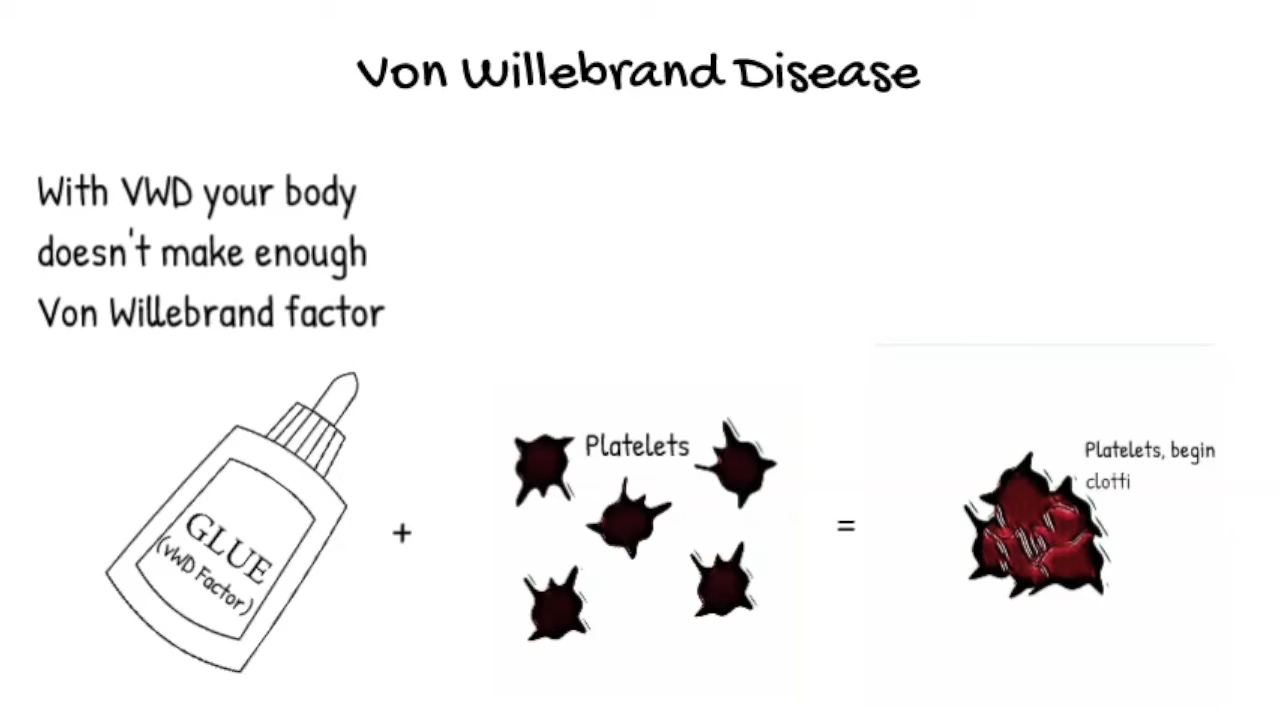 Von Willebrand Disease
With VWD your body
doesn't make enough
Von Willebrand factor
GLUE
(vWD Factor)
+
Platelets
=
Platelets, begin
clotti